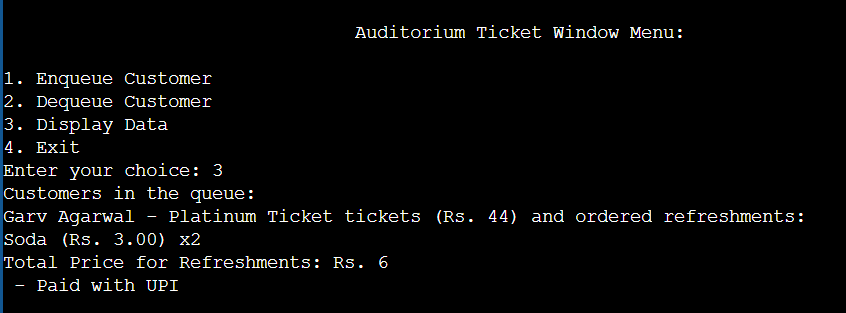 Auditorium Ticket Window Menu:
1. Enqueue Customer
2. Dequeue Customer
3. Display Data
4. Exit
Enter your choice: 3
Customers in the queue:
Garv Agarwal - Platinum Ticket tickets (Rs. 44) and ordered refreshments:
Soda (Rs. 3.00) x2
Total Price for Refreshments: Rs. 6
- Paid with UPI